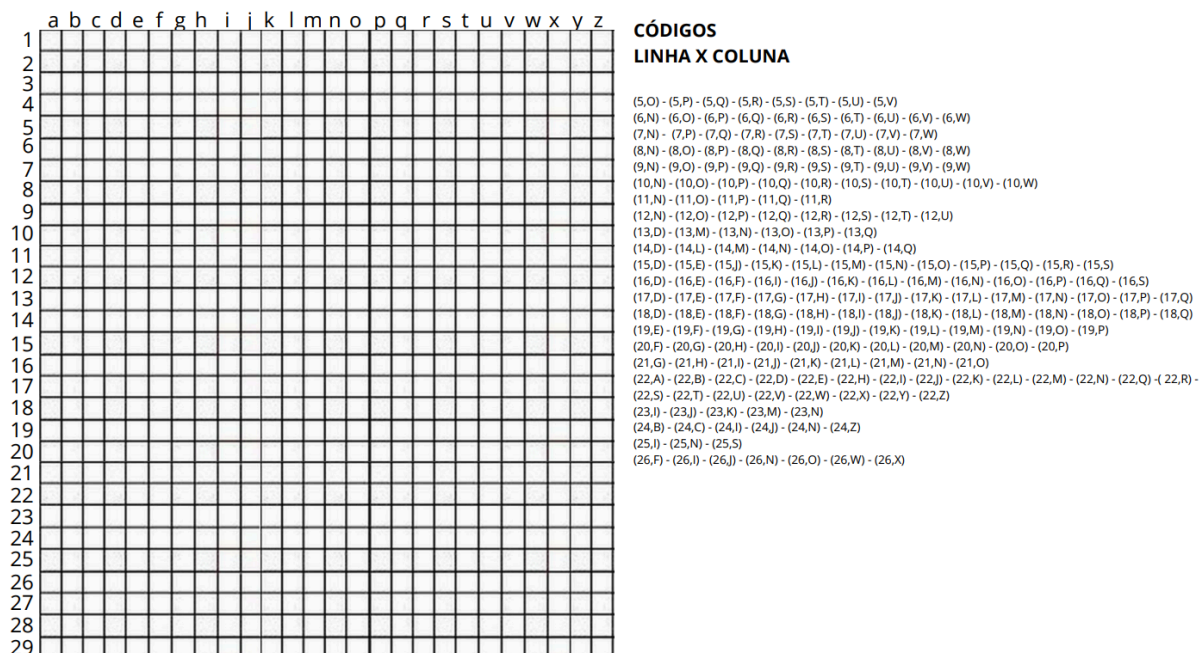 a b c d e f g h i j k l m n o p q r s t u v w x y z
1
2
3
4
5
6
7
8
9
10
11
12
13
14
15
16
17
18
19
20
21
22
23
24
25
26
27
28
29
CÓDIGOS
LINHA X COLUNA
(5,O) - (5,P) - (5,Q) - (5,R) - (5,S) - (5,T) - (5,U) - (5,V)
(6,N) - (6,O) - (6,P) - (6,Q) - (6,R) - (6,S) - (6,T) - (6,U) - (6,V) - (6,W)
(7,N) - (7,P) - (7,Q) - (7,R) - (7,S) - (7,T) - (7,U) - (7,V) - (7,W)
(8,N) - (8,O) - (8,P) - (8,Q) - (8,R) - (8,S) - (8,T) - (8,U) - (8,V) - (8,W)
(9,N) - (9,O) - (9,P) - (9,Q) - (9,R) - (9,S) - (9,T) - (9,U) - (9,V) - (9,W)
(10,N) - (10,O) - (10,P) - (10,Q) - (10,R) - (10,S) - (10,T) - (10,U) - (10,V) - (10,W)
(11,N) - (11,O) - (11,P) - (11,Q) - (11,R)
(12,N) - (12,O) - (12,P) - (12,Q) - (12,R) - (12,S) - (12,T) - (12,U)
(13,D) - (13,M) - (13,N) - (13,O) - (13,P) - (13,Q)
(14,D) - (14,L) - (14,M) - (14,N) - (14,O) - (14,P) - (14,Q)
(15,D) - (15,E) - (15,J) - (15,K) - (15,L) - (15,M) - (15,N) - (15,O) - (15,P) - (15,Q) - (15,R) - (15,S)
(16,D) - (16,E) - (16,F) - (16,I) - (16,J) - (16,K) - (16,L) - (16,M) - (16,N) - (16,O) - (16,P) - (16,Q) - (16,S)
(17,D) - (17,E) - (17,F) - (17,G) - (17,H) - (17,I) - (17,J) - (17,K) - (17,L) - (17,M) - (17,N) - (17,O) - (17,P) - (17,Q)
(18,D) - (18,E) - (18,F) - (18,G) - (18,H) - (18,I) - (18,J) - (18,K) - (18,L) - (18,M) - (18,N) - (18,O) - (18,P) - (18,Q)
(19,E) - (19,F) - (19,G) - (19,H) - (19,I) - (19,J) - (19,K) - (19,L) - (19,M) - (19,N) - (19,O) - (19,P)
(20,F) - (20,G) - (20,H) - (20,I) - (20,J) - (20,K) - (20,L) - (20,M) - (20,N) - (20,O) - (20,P)
(21,G) - (21,H) - (21,I) - (21,J) - (21,K) - (21,L) - (21,M) - (21,N) - (21,O)
(22,A) - (22,B) - (22,C) - (22,D) - (22,E) - (22,H) - (22,I) - (22,J) - (22,K) - (22,L) - (22,M) - (22,N) - (22,Q) -( 22,R) -
(22,S) - (22,T) - (22,U) - (22,V) - (22,W) - (22,X) - (22,Y) - (22,Z)
(23,I) - (23,J) - (23,K) - (23,M) - (23,N)
(24,B) - (24,C) - (24,I) - (24,J) - (24,N) - (24,Z)
(25,I) - (25,N) - (25,S)
(26,F) - (26,I) - (26,J) - (26,N) - (26,O) - (26,W) - (26,X)